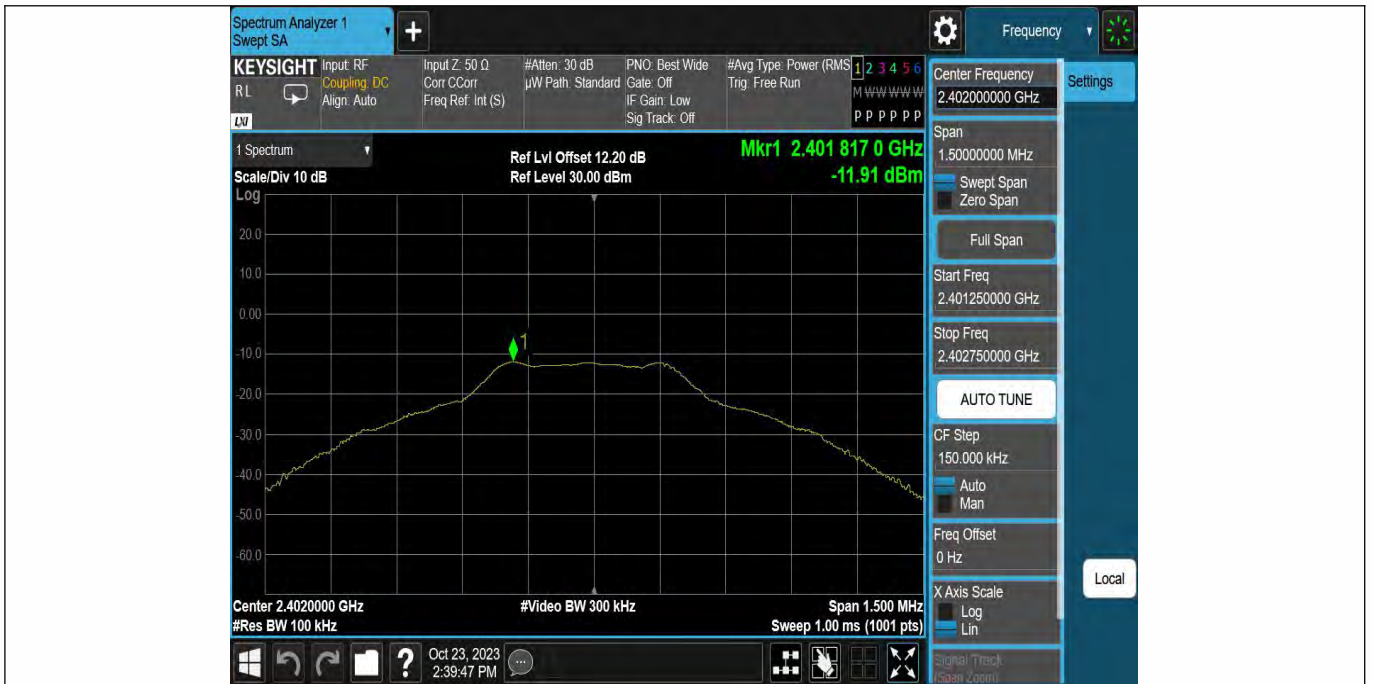 Spectrum Analyzer 1
Swept SA
+
Frequency
KEYSIGHT
R L
LXI
Input: RF
Coupling: DC
Align: Auto
Input Z: 50 Ω
Corr CCorr
Freq Ref: Int (S)
#Atten: 30 dB
µW Path: Standard
PNO: Best Wide
Gate: Off
IF Gain: Low
Sig Track: Off
#Avg Type: Power (RMS
Trig: Free Run
1 2 3 4 5 6
M W W W W W
P P P P P P
1 Spectrum
Scale/Div 10 dB
Log
Ref Lvl Offset 12.20 dB
Ref Level 30.00 dBm
Mkr1 2.401 817 0 GHz
-11.91 dBm
20.0
10.0
0.00
-10.0
-20.0
-30.0
-40.0
-50.0
-60.0
1
Center 2.4020000 GHz
#Res BW 100 kHz
#Video BW 300 kHz
Span 1.500 MHz
Sweep 1.00 ms (1001 pts)
Center Frequency
2.402000000 GHz
Settings
Span
1.50000000 MHz
Swept Span
Zero Span
Full Span
Start Freq
2.401250000 GHz
Stop Freq
2.402750000 GHz
AUTO TUNE
CF Step
150.000 kHz
Auto
Man
Freq Offset
0 Hz
X Axis Scale
Log
Lin
Signal Track
(Span Zoom)
Local
?
Oct 23, 2023
2:39:47 PM